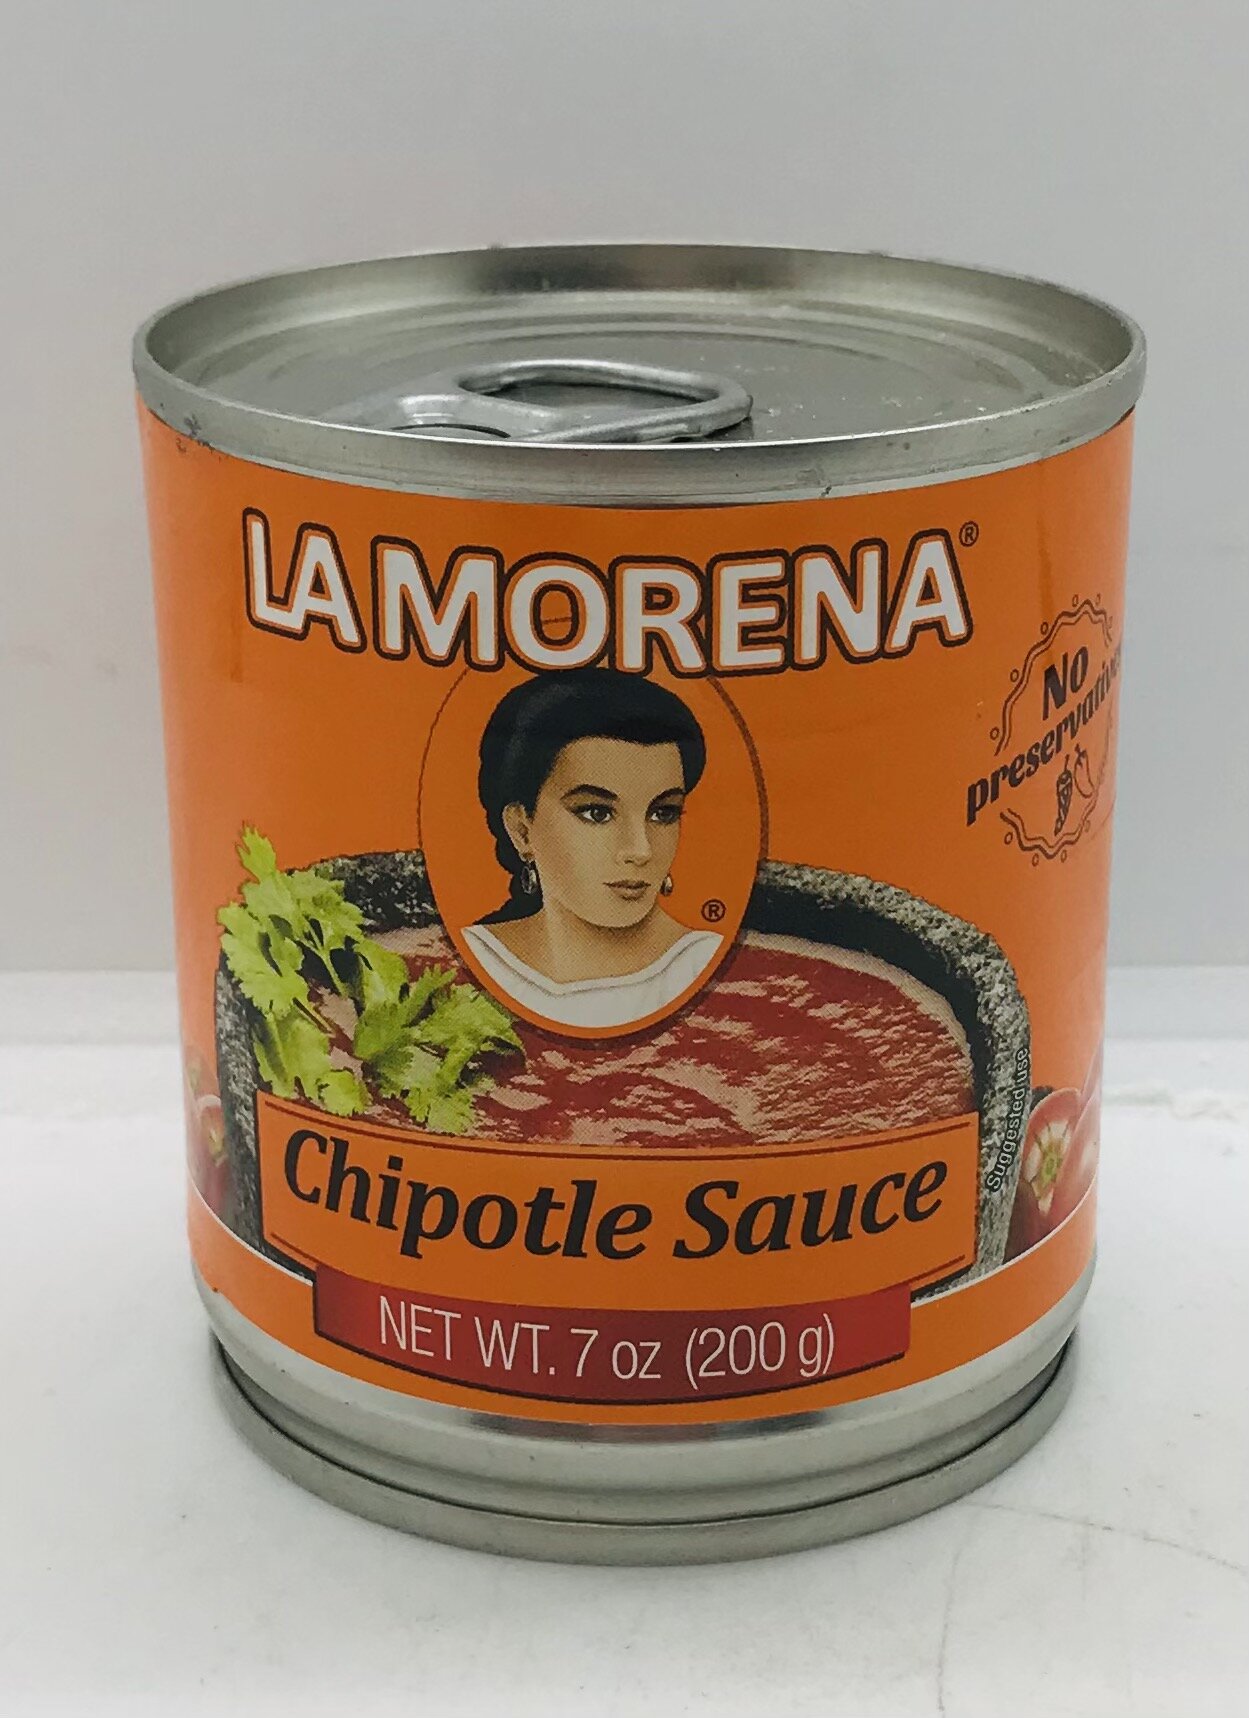 LA MORENA®
No
preservatives
®
Suggested use
Chipotle Sauce
NET WT. 7 oz (200 g)